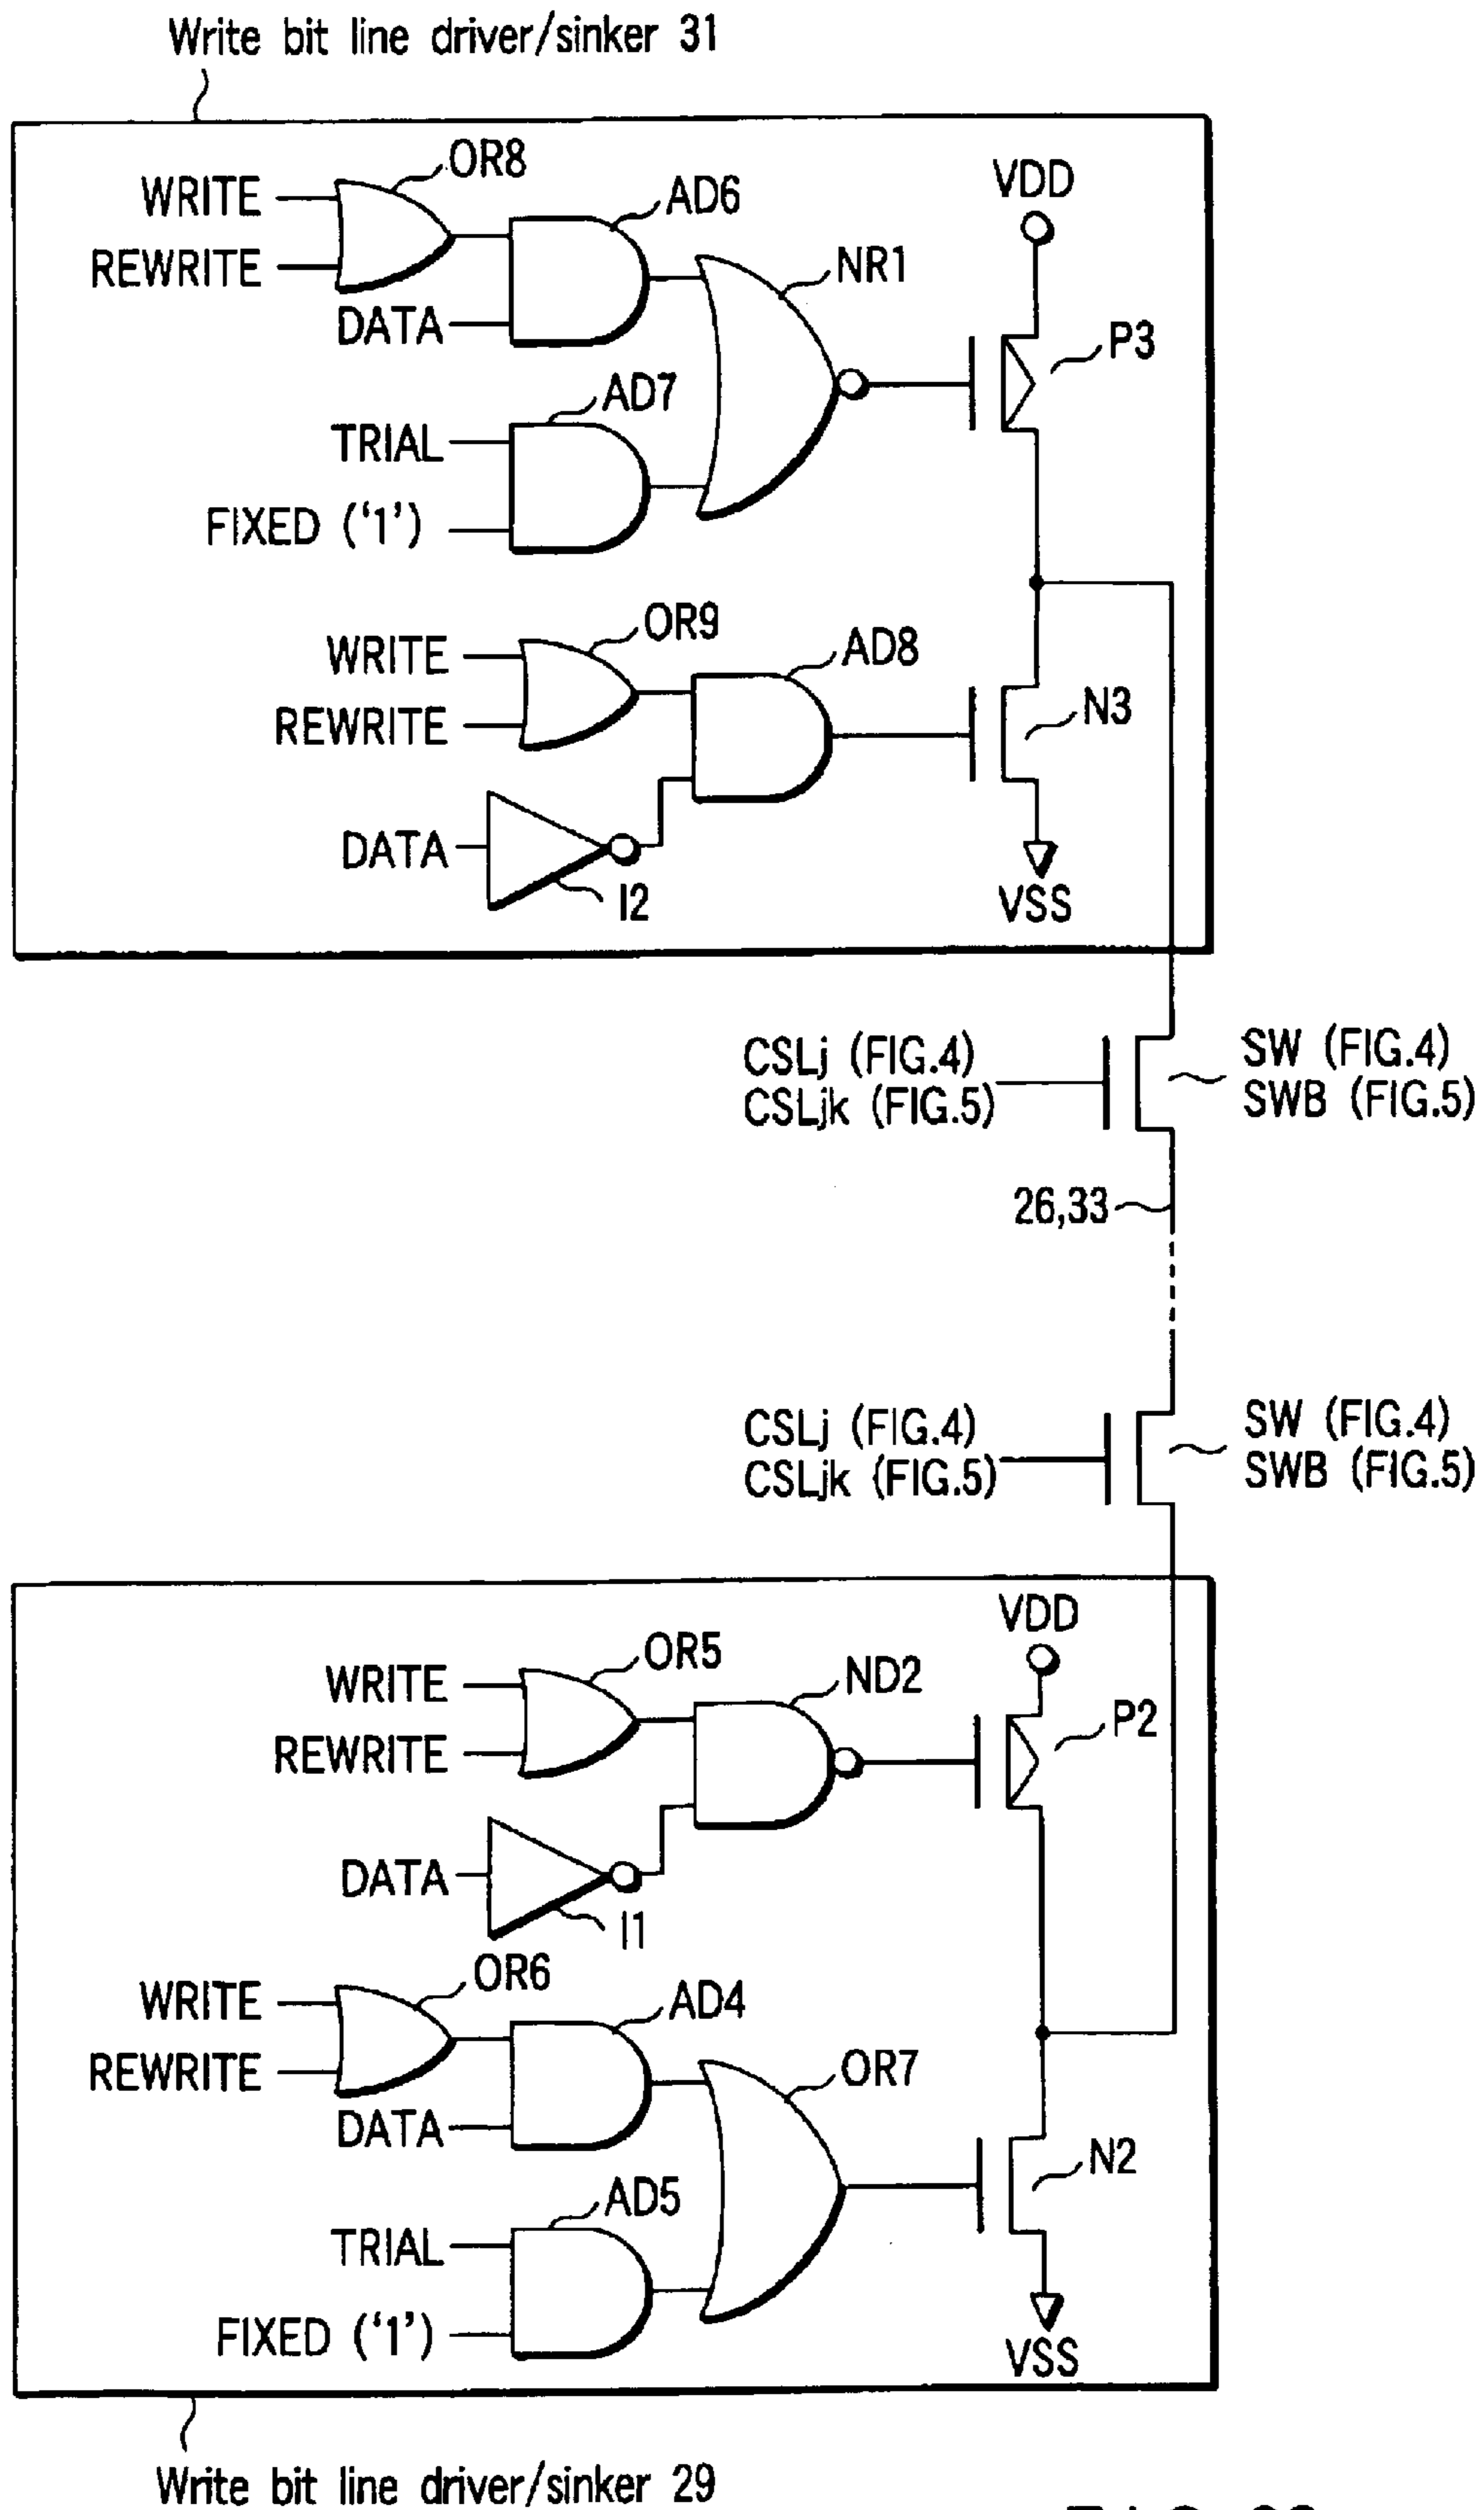 Write bit line driver/sinker 31
OR8
WRITE
REWRITE
AD6
DATA
NR1
VDD
P3
AD7
TRIAL
FIXED ('1')
OR9
WRITE
REWRITE
AD8
N3
DATA
I2
VSS
CSLj (FIG.4)
CSLjk (FIG.5)
SW (FIG.4)
SWB (FIG.5)
26,33
CSLj (FIG.4)
CSLjk (FIG.5)
SW (FIG.4)
SWB (FIG.5)
VDD
OR5
WRITE
REWRITE
ND2
P2
DATA
I1
OR6
WRITE
REWRITE
AD4
DATA
OR7
N2
AD5
TRIAL
FIXED ('1')
VSS
Write bit line driver/sinker 29